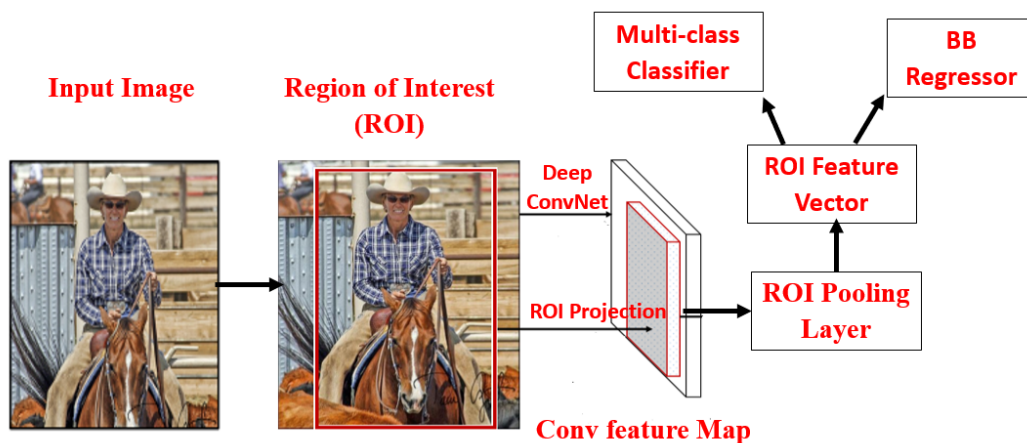 Input Image
Region of Interest
(ROI)
Deep
ConvNet
ROI Projection
Conv feature Map
ROI Pooling
Layer
ROI Feature
Vector
Multi-class
Classifier
BB
Regressor